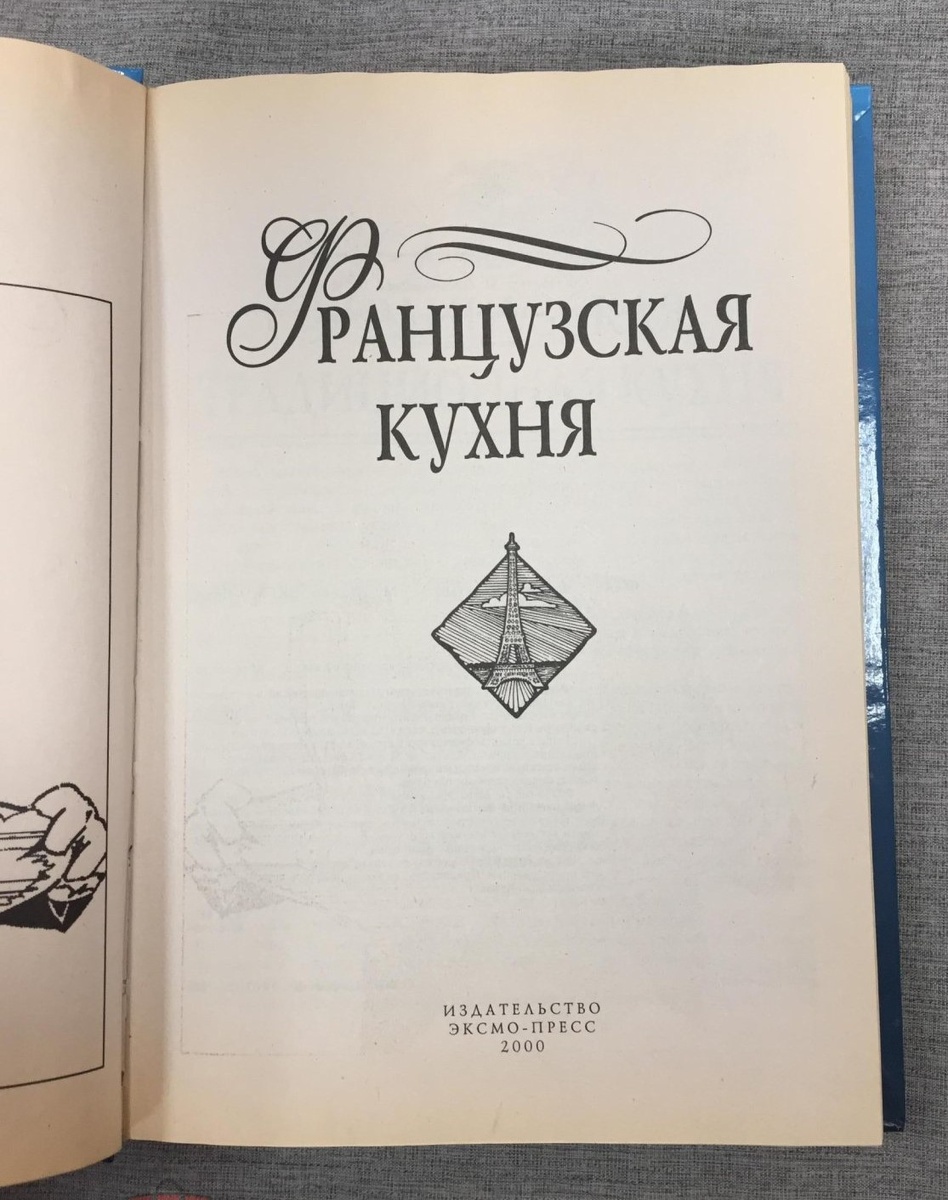 Французская
кухня
ИЗДАТЕЛЬСТВО
ЭКСМО-ПРЕСС
2000